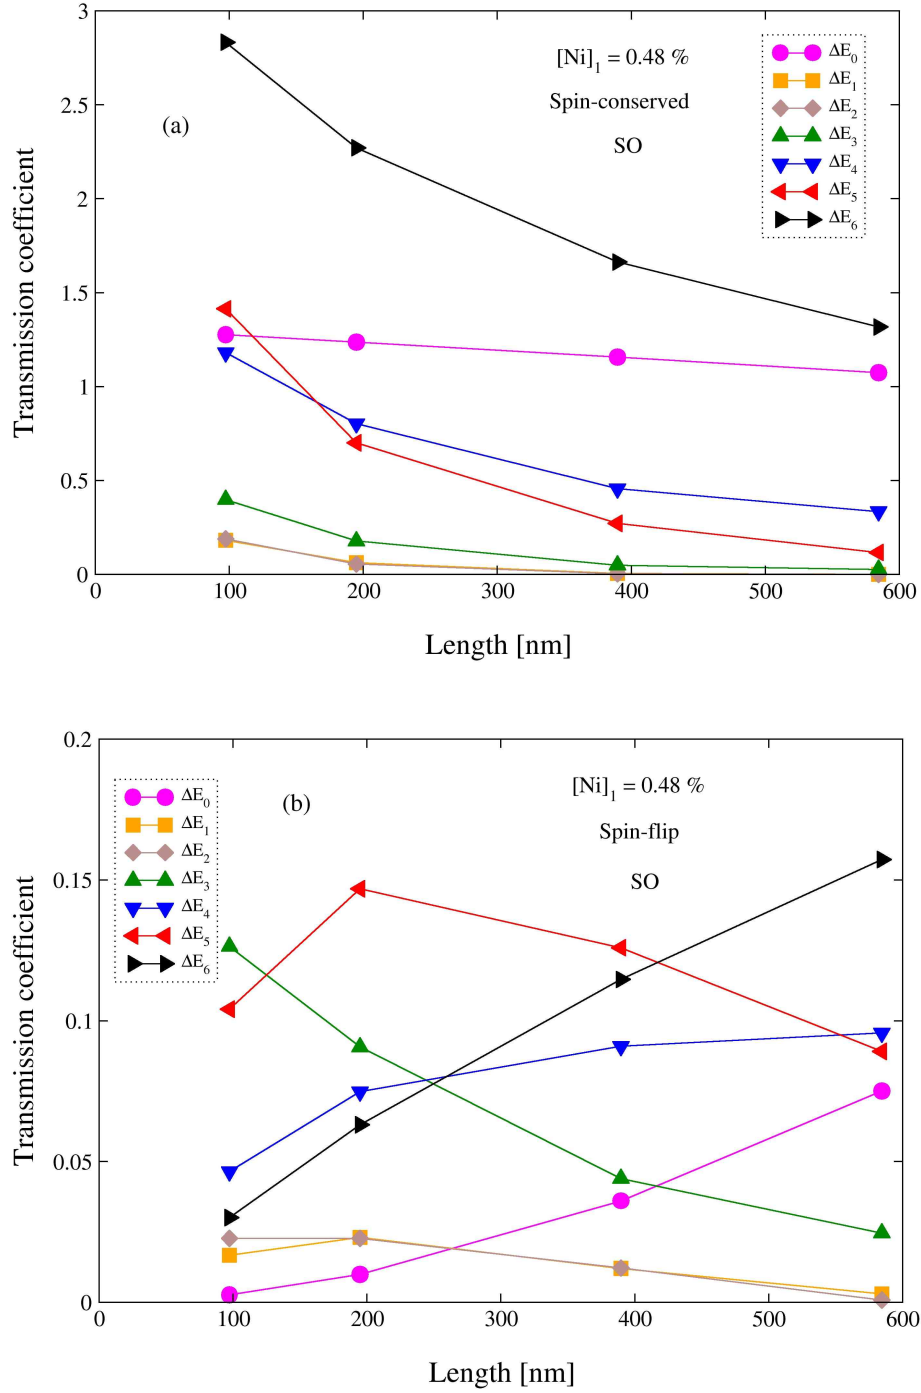 3
2.5
2
1.5
1
0.5
0
Transmission coefficient
(a)
[Ni]₁ = 0.48 %
Spin-conserved
SO
ΔE₀
ΔE₁
ΔE₂
ΔE₃
ΔE₄
ΔE₅
ΔE₆
0 100 200 300 400 500 600
Length [nm]
0.2
0.15
0.1
0.05
0
Transmission coefficient
ΔE₀
ΔE₁
ΔE₂
ΔE₃
ΔE₄
ΔE₅
ΔE₆
(b)
[Ni]₁ = 0.48 %
Spin-flip
SO
0 100 200 300 400 500 600
Length [nm]